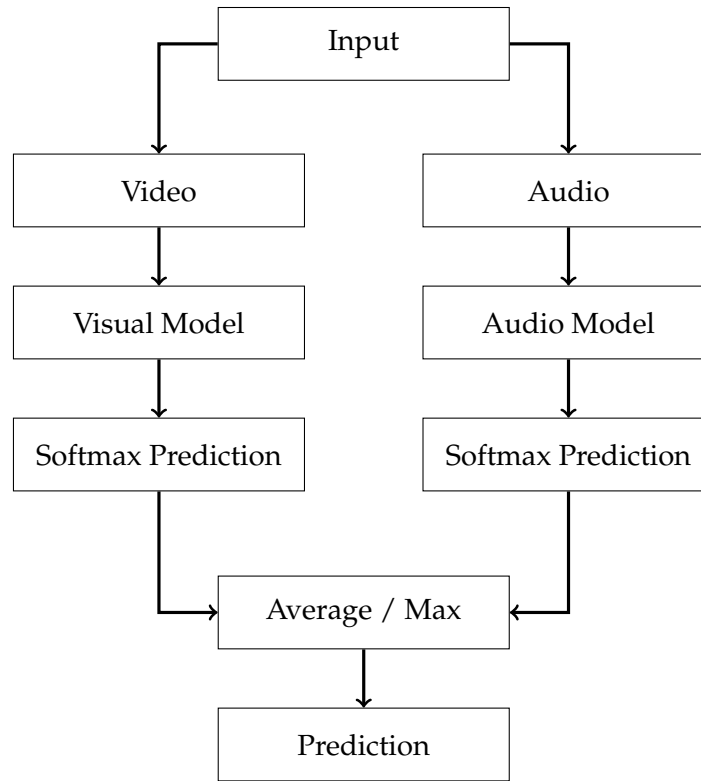 Input
Video
Audio
Visual Model
Audio Model
Softmax Prediction
Softmax Prediction
Average / Max
Prediction